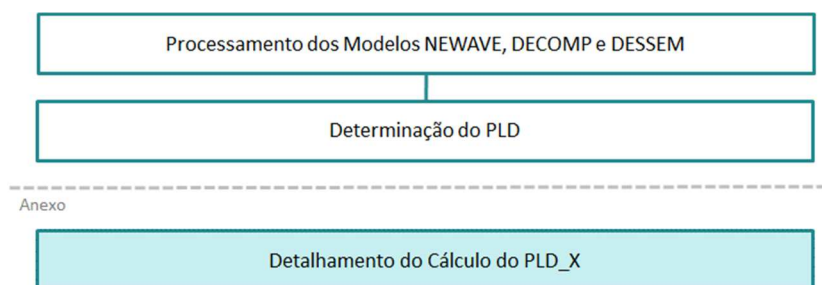 Processamento dos Modelos NEWAVE, DECOMP e DESSEM
Determinação do PLD
Anexo
Detalhamento do Cálculo do PLD_X